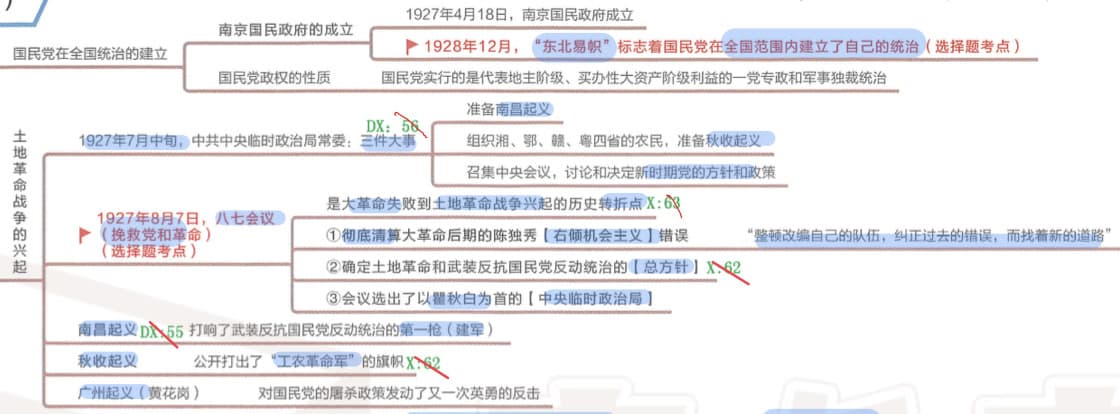 国民党在全国统治的建立
南京国民政府的成立
1927年4月18日，南京国民政府成立
1928年12月，“东北易帜”标志着国民党在全国范围内建立了自己的统治（选择题考点）
国民党政权的性质
国民党实行的是代表地主阶级、买办性大资产阶级利益的一党专政和军事独裁统治
土地革命战争的兴起
1927年7月中旬，中共中央临时政治局常委：三件大事
DX：56
准备南昌起义
组织湘、鄂、赣、粤四省的农民，准备秋收起义
召集中央会议，讨论和决定新时期党的方针和政策
1927年8月7日，八七会议
（挽救党和革命）
（选择题考点）
是大革命失败到土地革命战争兴起的历史转折点 X:63
①彻底清算大革命后期的陈独秀【右倾机会主义】错误
“整顿改编自己的队伍，纠正过去的错误，而找着新的道路”
②确定土地革命和武装反抗国民党反动统治的【总方针】X:62
③会议选出了以瞿秋白为首的【中央临时政治局】
南昌起义 DX:55 打响了武装反抗国民党反动统治的第一枪（建军）
秋收起义 公开打出了“工农革命军”的旗帜 X:62
广州起义（黄花岗） 对国民党的屠杀政策发动了又一次英勇的反击